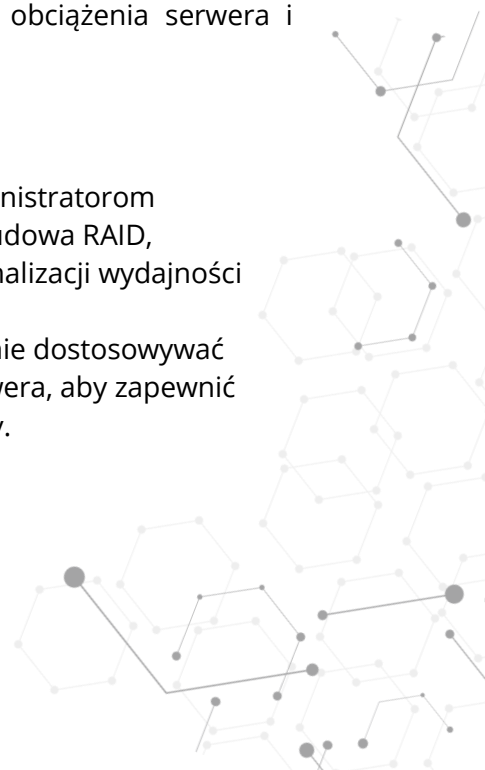 obciążenia serwera i
nistratorom
udowa RAID,
nalizacji wydajności
nie dostosowywać
wera, aby zapewnić
y.